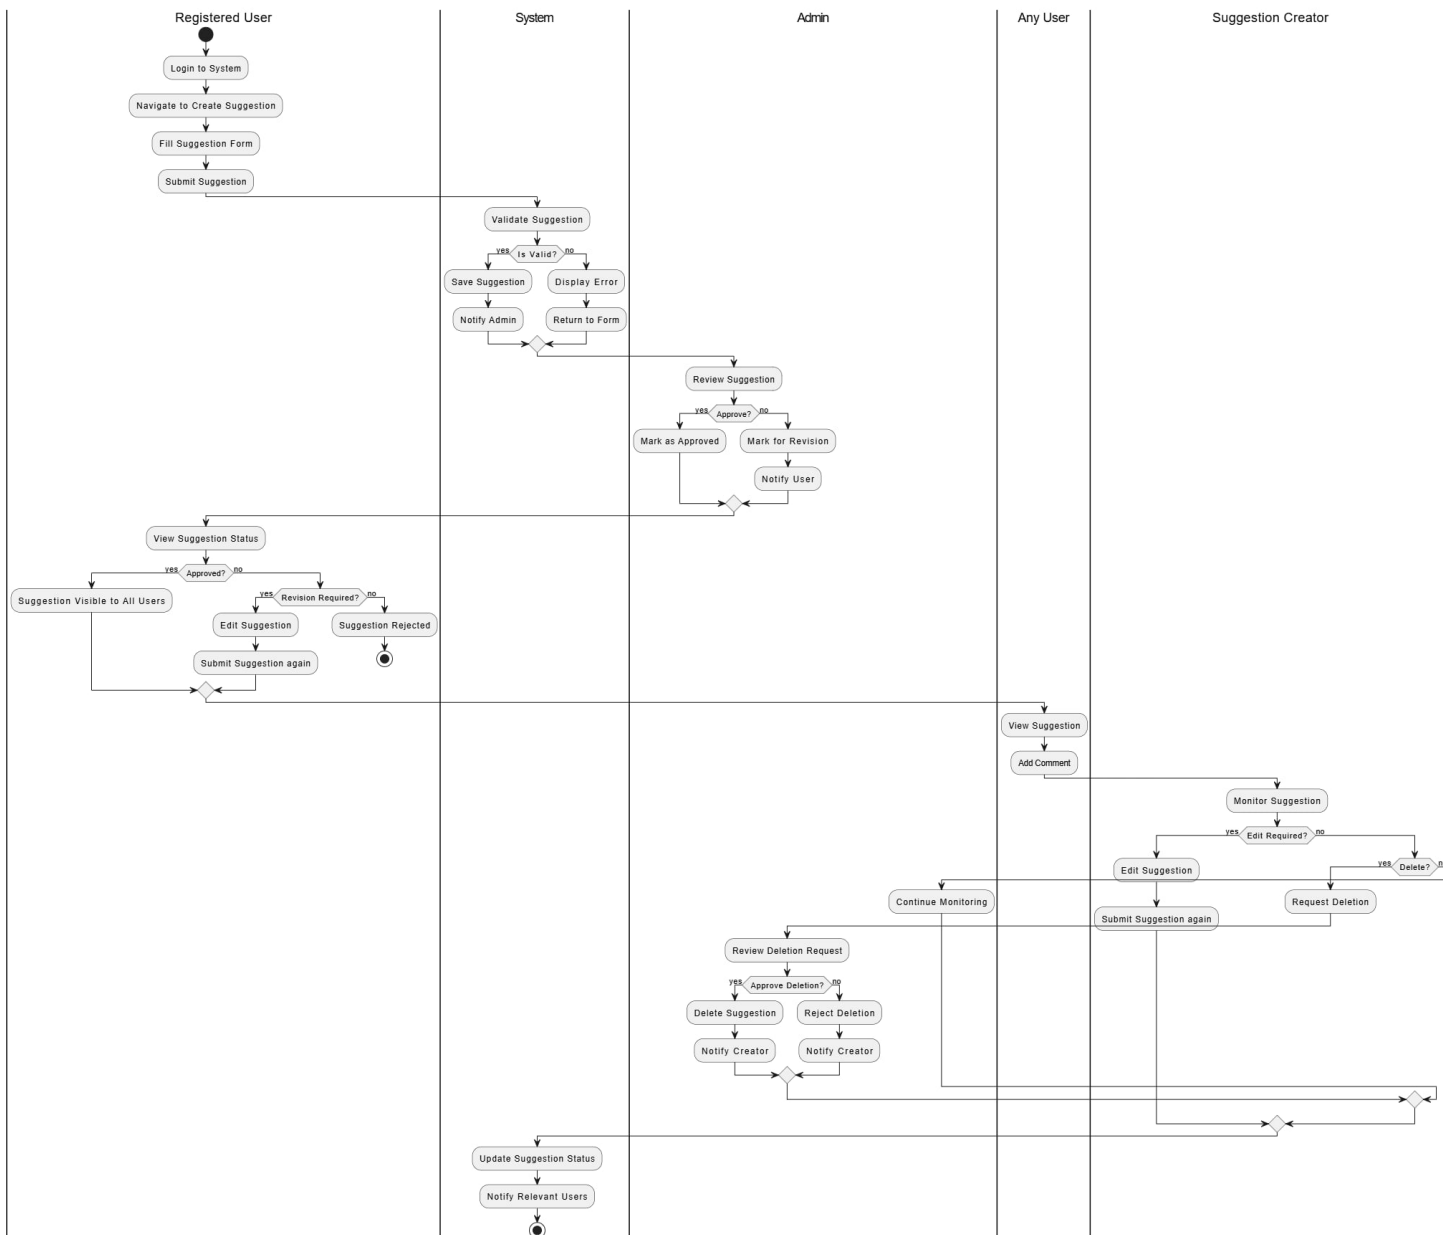 Registered User
System
Admin
Any User
Suggestion Creator
Login to System
Navigate to Create Suggestion
Fill Suggestion Form
Submit Suggestion
Validate Suggestion
yes
Is Valid?
no
Save Suggestion
Display Error
Notify Admin
Return to Form
Review Suggestion
yes
Approve?
no
Mark as Approved
Mark for Revision
Notify User
View Suggestion Status
yes
Approved?
no
Suggestion Visible to All Users
yes
Revision Required?
no
Edit Suggestion
Suggestion Rejected
Submit Suggestion again
View Suggestion
Add Comment
Monitor Suggestion
yes
Edit Required?
no
Edit Suggestion
yes
Delete?
n
Continue Monitoring
Request Deletion
Submit Suggestion again
Review Deletion Request
yes
Approve Deletion?
no
Delete Suggestion
Reject Deletion
Notify Creator
Notify Creator
Update Suggestion Status
Notify Relevant Users